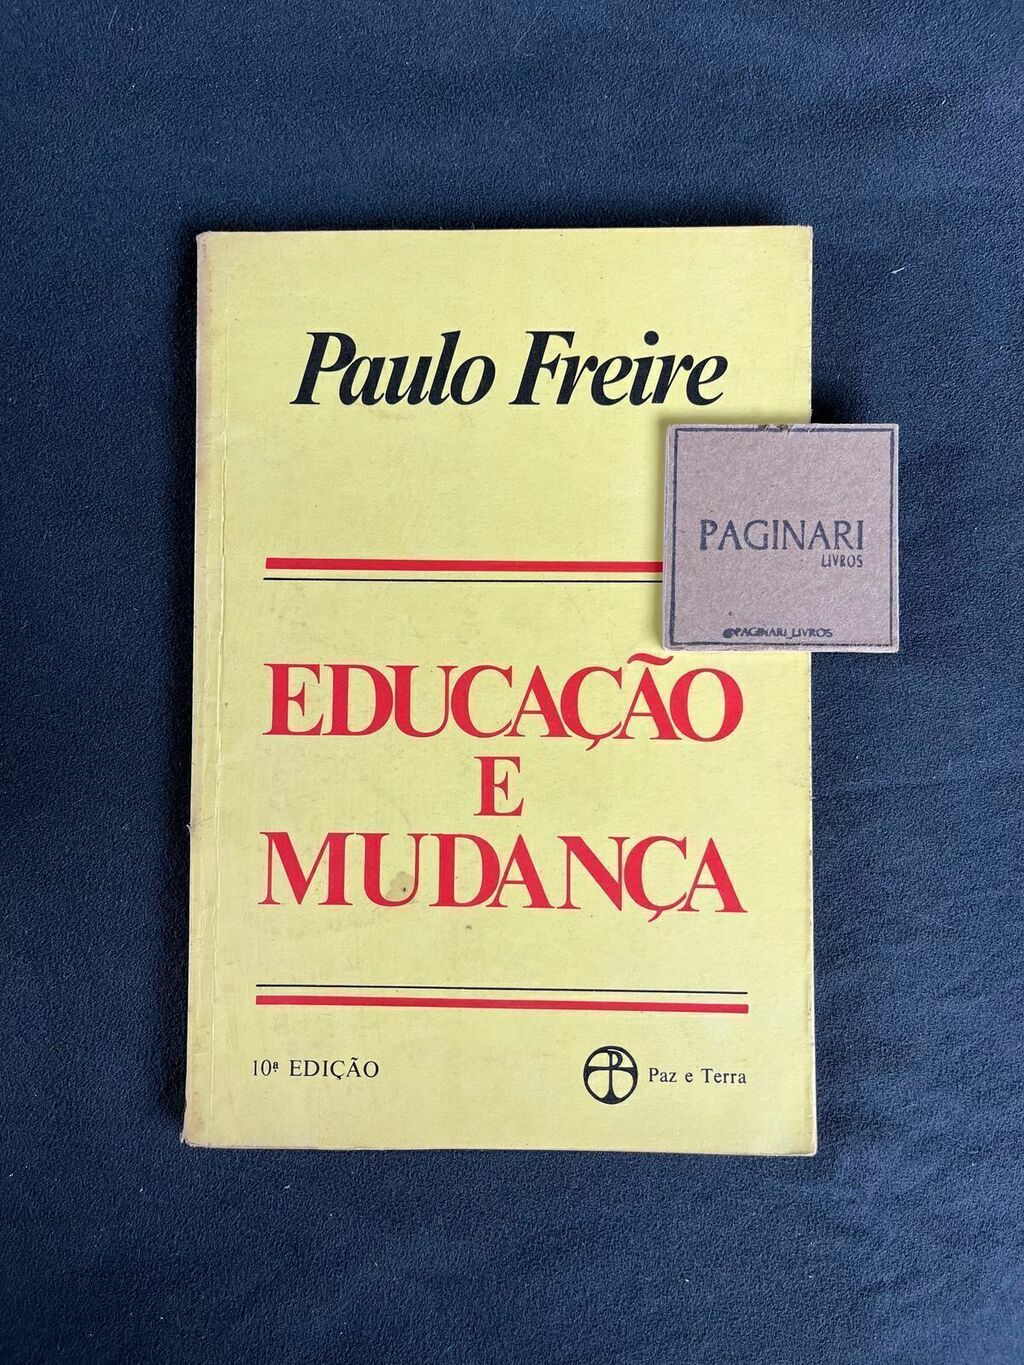 Paulo Freire
PAGINARI
LIVROS
@PAGINARI_LIVROS
EDUCAÇÃO
E
MUDANÇA
10ª EDIÇÃO
Paz e Terra